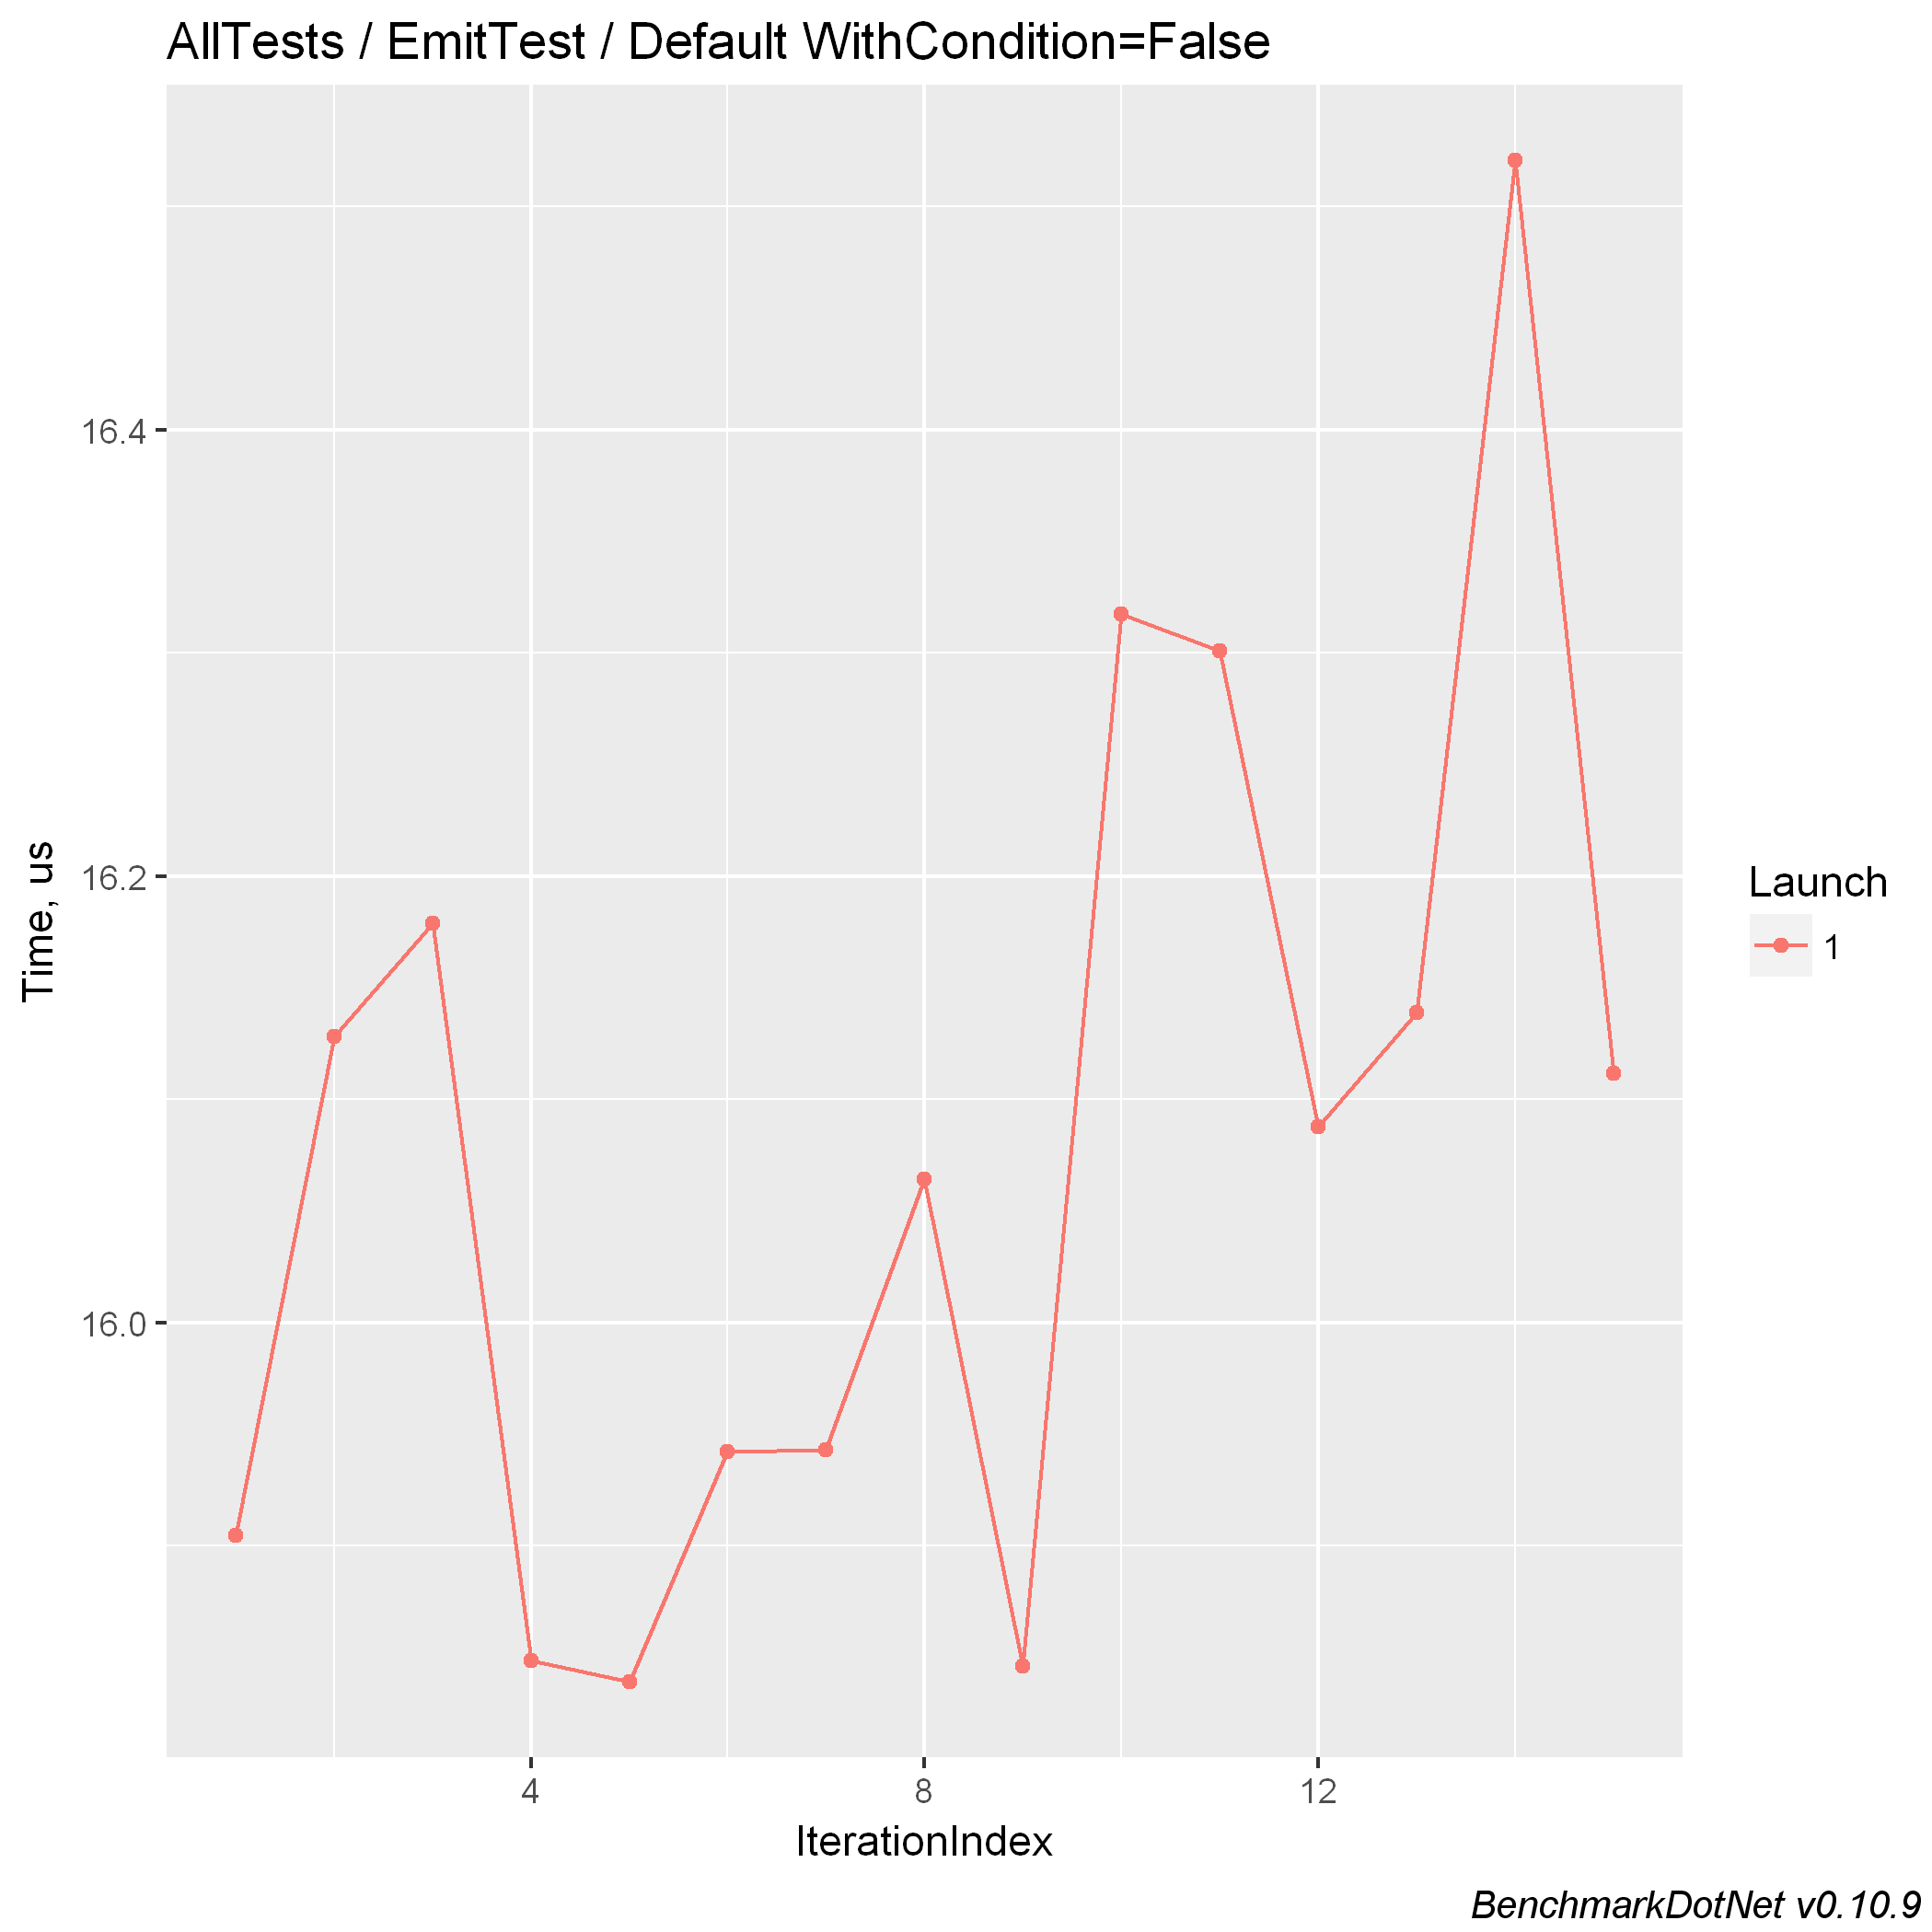 AllTests / EmitTest / Default WithCondition=False
16.4
16.2
16.0
Time, us
4
8
12
IterationIndex
Launch
1
BenchmarkDotNet v0.10.9